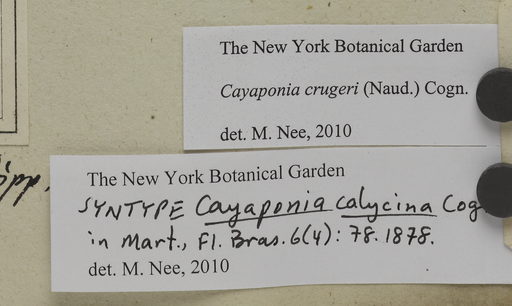 The New York Botanical Garden
Cayaponia crugeri (Naud.) Cogn.
det. M. Nee, 2010
The New York Botanical Garden
SYNTYPE Cayaponia calycina Cog
in Mart., Fl. Bras. 6(4): 78. 1878.
det. M. Nee, 2010